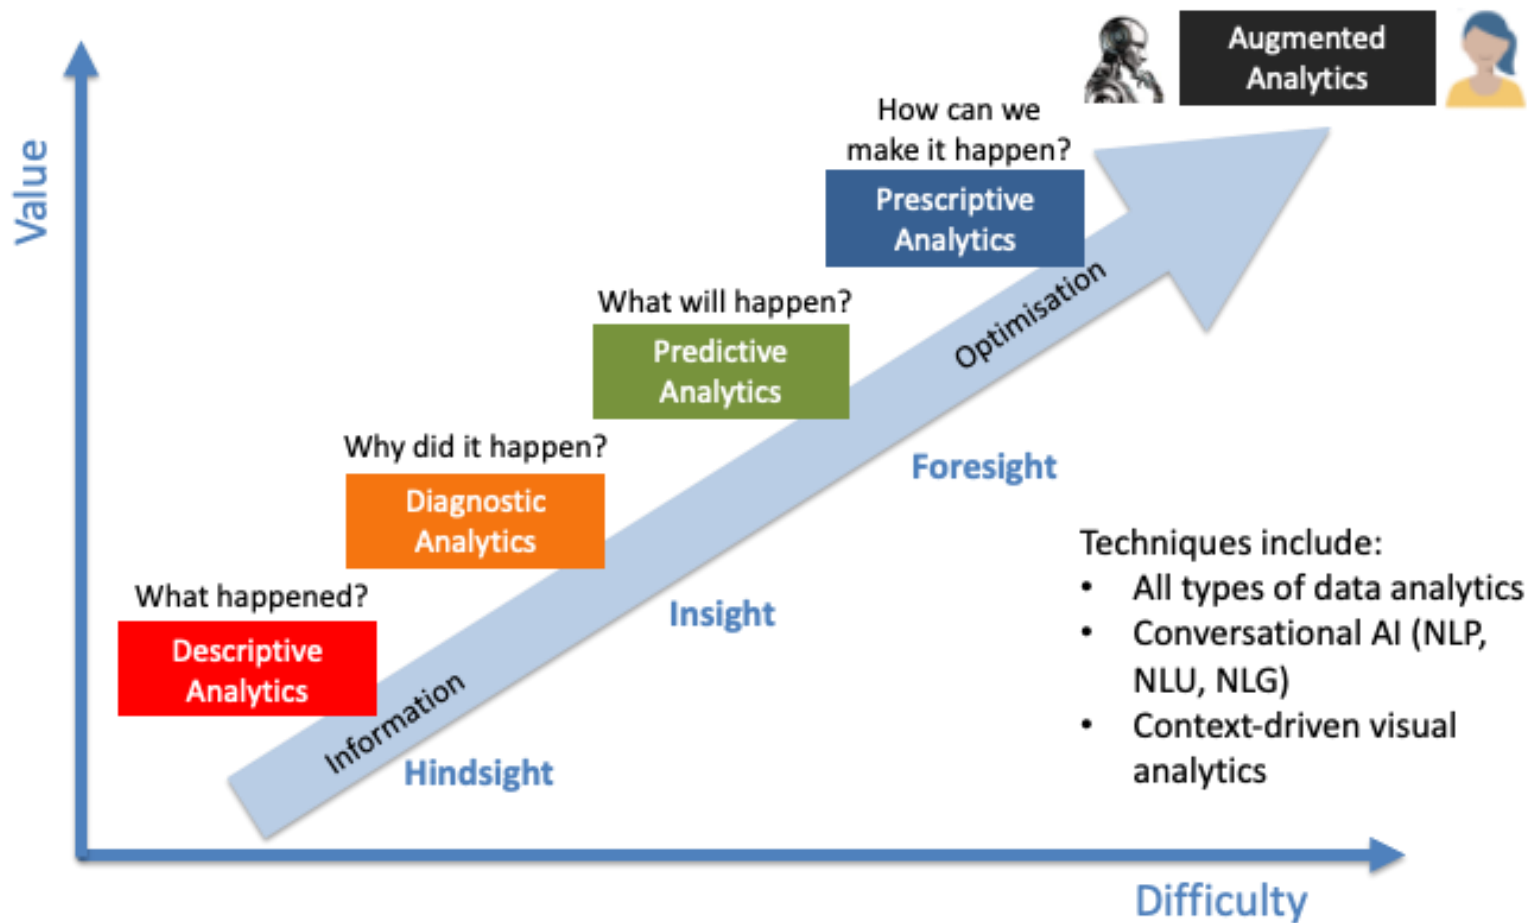 Augmented
Analytics
How can we
make it happen?
Prescriptive
Analytics
Value
Optimisation
What will happen?
Predictive
Analytics
Foresight
Why did it happen?
Diagnostic
Analytics
Insight
What happened?
Descriptive
Analytics
Information
Hindsight
Techniques include:
• All types of data analytics
• Conversational AI (NLP,
NLU, NLG)
• Context-driven visual
analytics
Difficulty